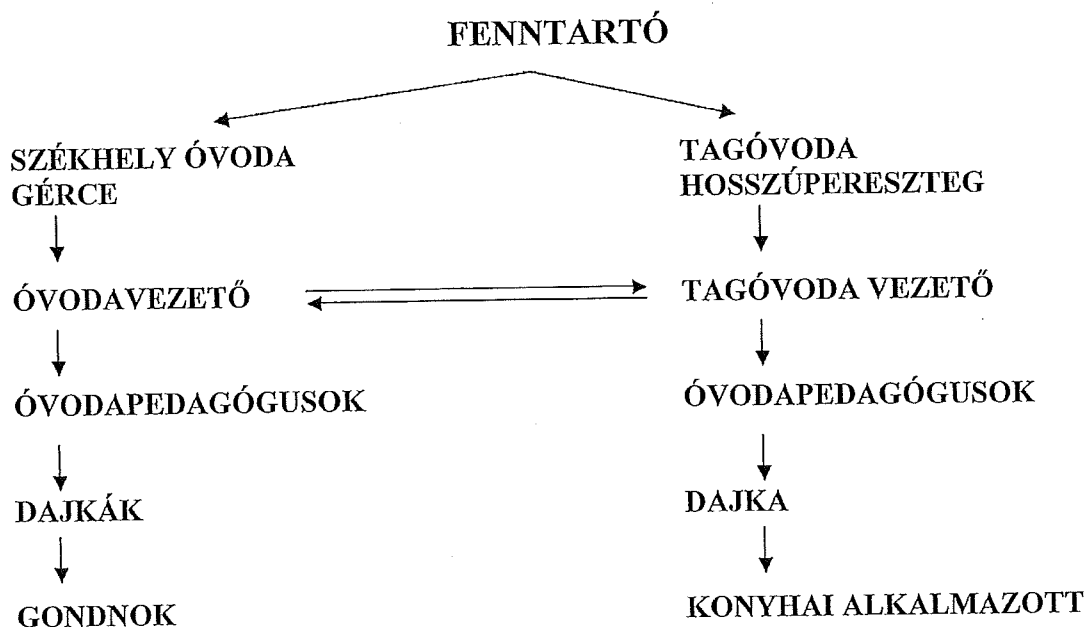 FENNTARTÓ
SZÉKHELY ÓVODA
GÉRCE
TAGÓVODA
HOSSZÚPERESZTEG
ÓVODAVEZETŐ
TAGÓVODA VEZETŐ
ÓVODAPEDAGÓGUSOK
ÓVODAPEDAGÓGUSOK
DAJKÁK
DAJKA
GONDNOK
KONYHAI ALKALMAZOTT